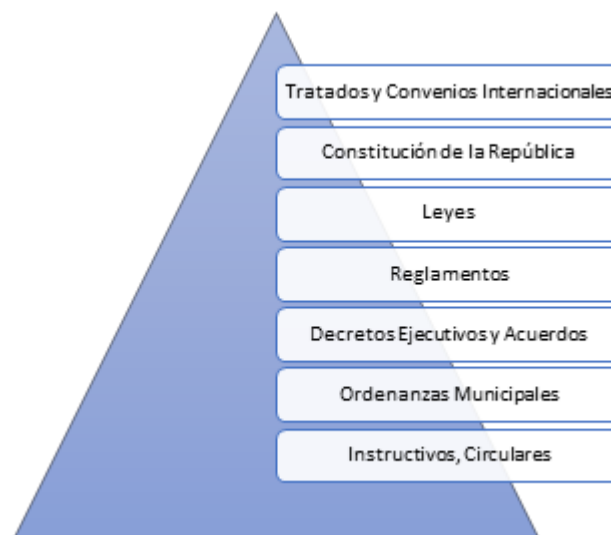 Tratados y Convenios Internacionales
Constitución de la República
Leyes
Reglamentos
Decretos Ejecutivos y Acuerdos
Ordenanzas Municipales
Instructivos, Circulares